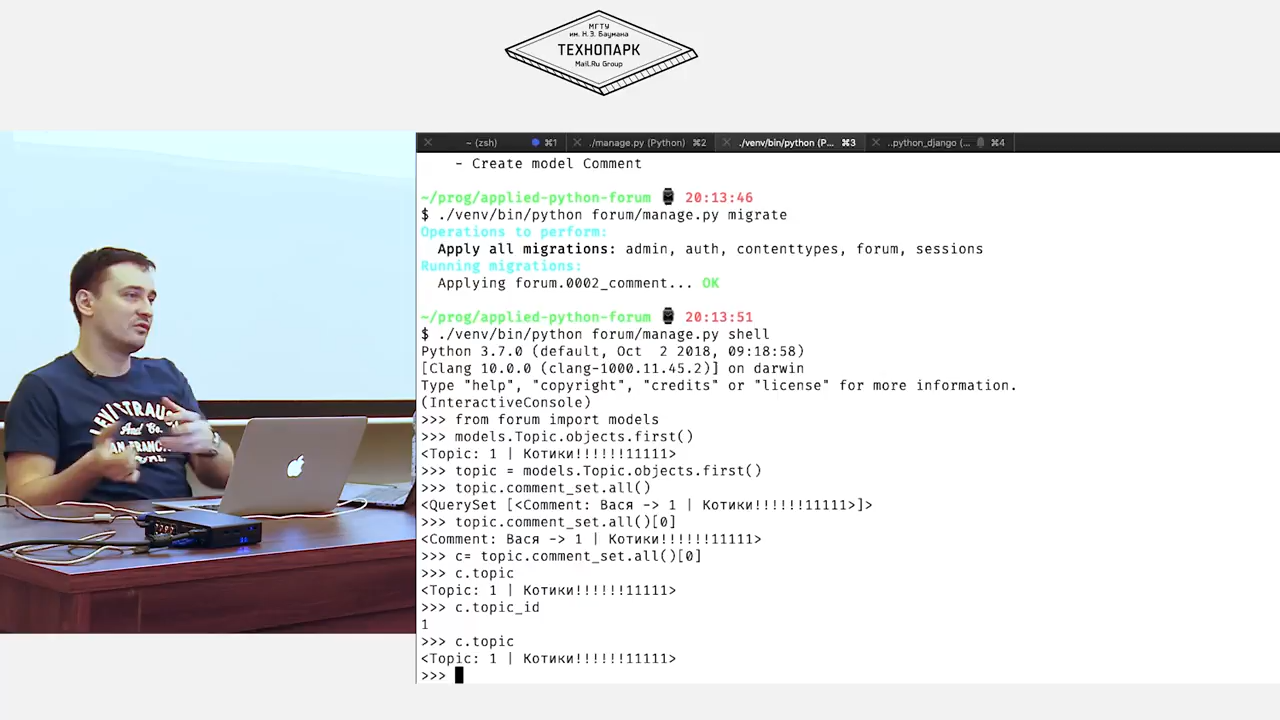 МГТУ
им. Н.Э. Баумана
ТЕХНОПАРК
Mail.Ru Group
~ (zsh) ⌘1 ./manage.py (Python) ⌘2 ./venv/bin/python (P... ⌘3 ..python_django (... ⌘4
- Create model Comment
~/prog/applied-python-forum ⌚ 20:13:46
$ ./venv/bin/python forum/manage.py migrate
Operations to perform:
Apply all migrations: admin, auth, contenttypes, forum, sessions
Running migrations:
Applying forum.0002_comment... OK
~/prog/applied-python-forum ⌚ 20:13:51
$ ./venv/bin/python forum/manage.py shell
Python 3.7.0 (default, Oct  2 2018, 09:18:58)
[Clang 10.0.0 (clang-1000.11.45.2)] on darwin
Type "help", "copyright", "credits" or "license" for more information.
(InteractiveConsole)
>>> from forum import models
>>> models.Topic.objects.first()
<Topic: 1 | Котики!!!!!!11111>
>>> topic = models.Topic.objects.first()
>>> topic.comment_set.all()
<QuerySet [<Comment: Вася -> 1 | Котики!!!!!!11111>]>
>>> topic.comment_set.all()[0]
<Comment: Вася -> 1 | Котики!!!!!!11111>
>>> c= topic.comment_set.all()[0]
>>> c.topic
<Topic: 1 | Котики!!!!!!11111>
>>> c.topic_id
1
>>> c.topic
<Topic: 1 | Котики!!!!!!11111>
>>>
And Co.